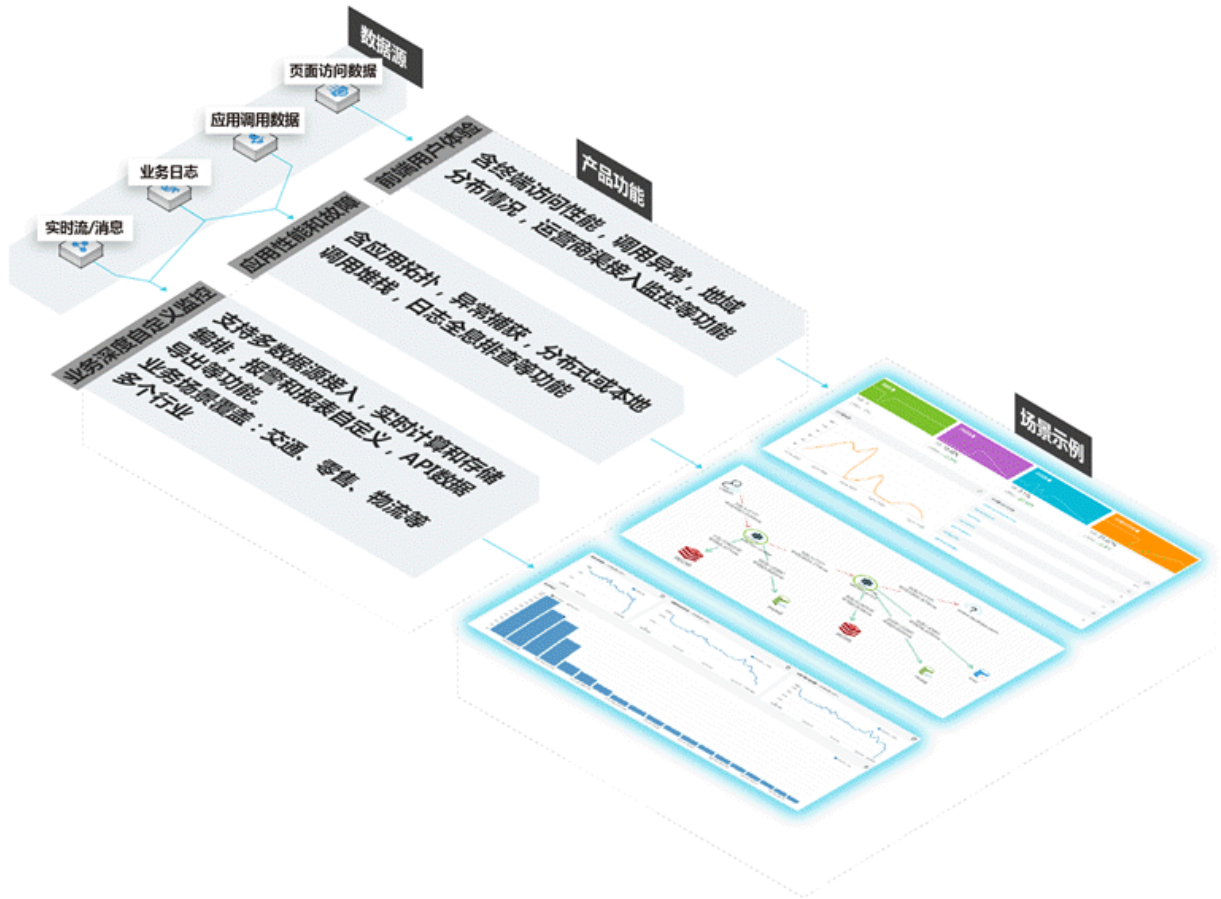 数据源
页面访问数据
应用调用数据
业务日志
实时流/消息
产品功能
前端用户体验
含终端访问性能，调用异常，地域
分布情况，运营商渠接入监控等功能
应用性能和故障
含应用拓扑，异常捕获，分布式或本地
调用堆栈，日志全息排查等功能
业务深度自定义监控
支持多数据源接入，实时计算和存储
编排，报警和报表自定义，API数据
导出等功能。
业务场景覆盖：交通、零售、物流等
多个行业
场景示例